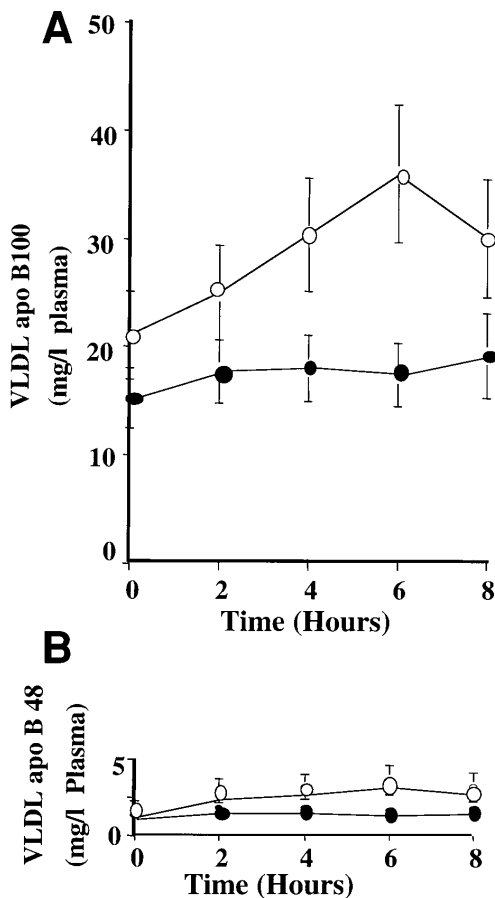 A
50
40
30
20
10
0
VLDL apo B100
(mg/l plasma)
0 2 4 6 8
Time (Hours)
B
5
0
VLDL apo B 48
(mg/l Plasma)
0 2 4 6 8
Time (Hours)